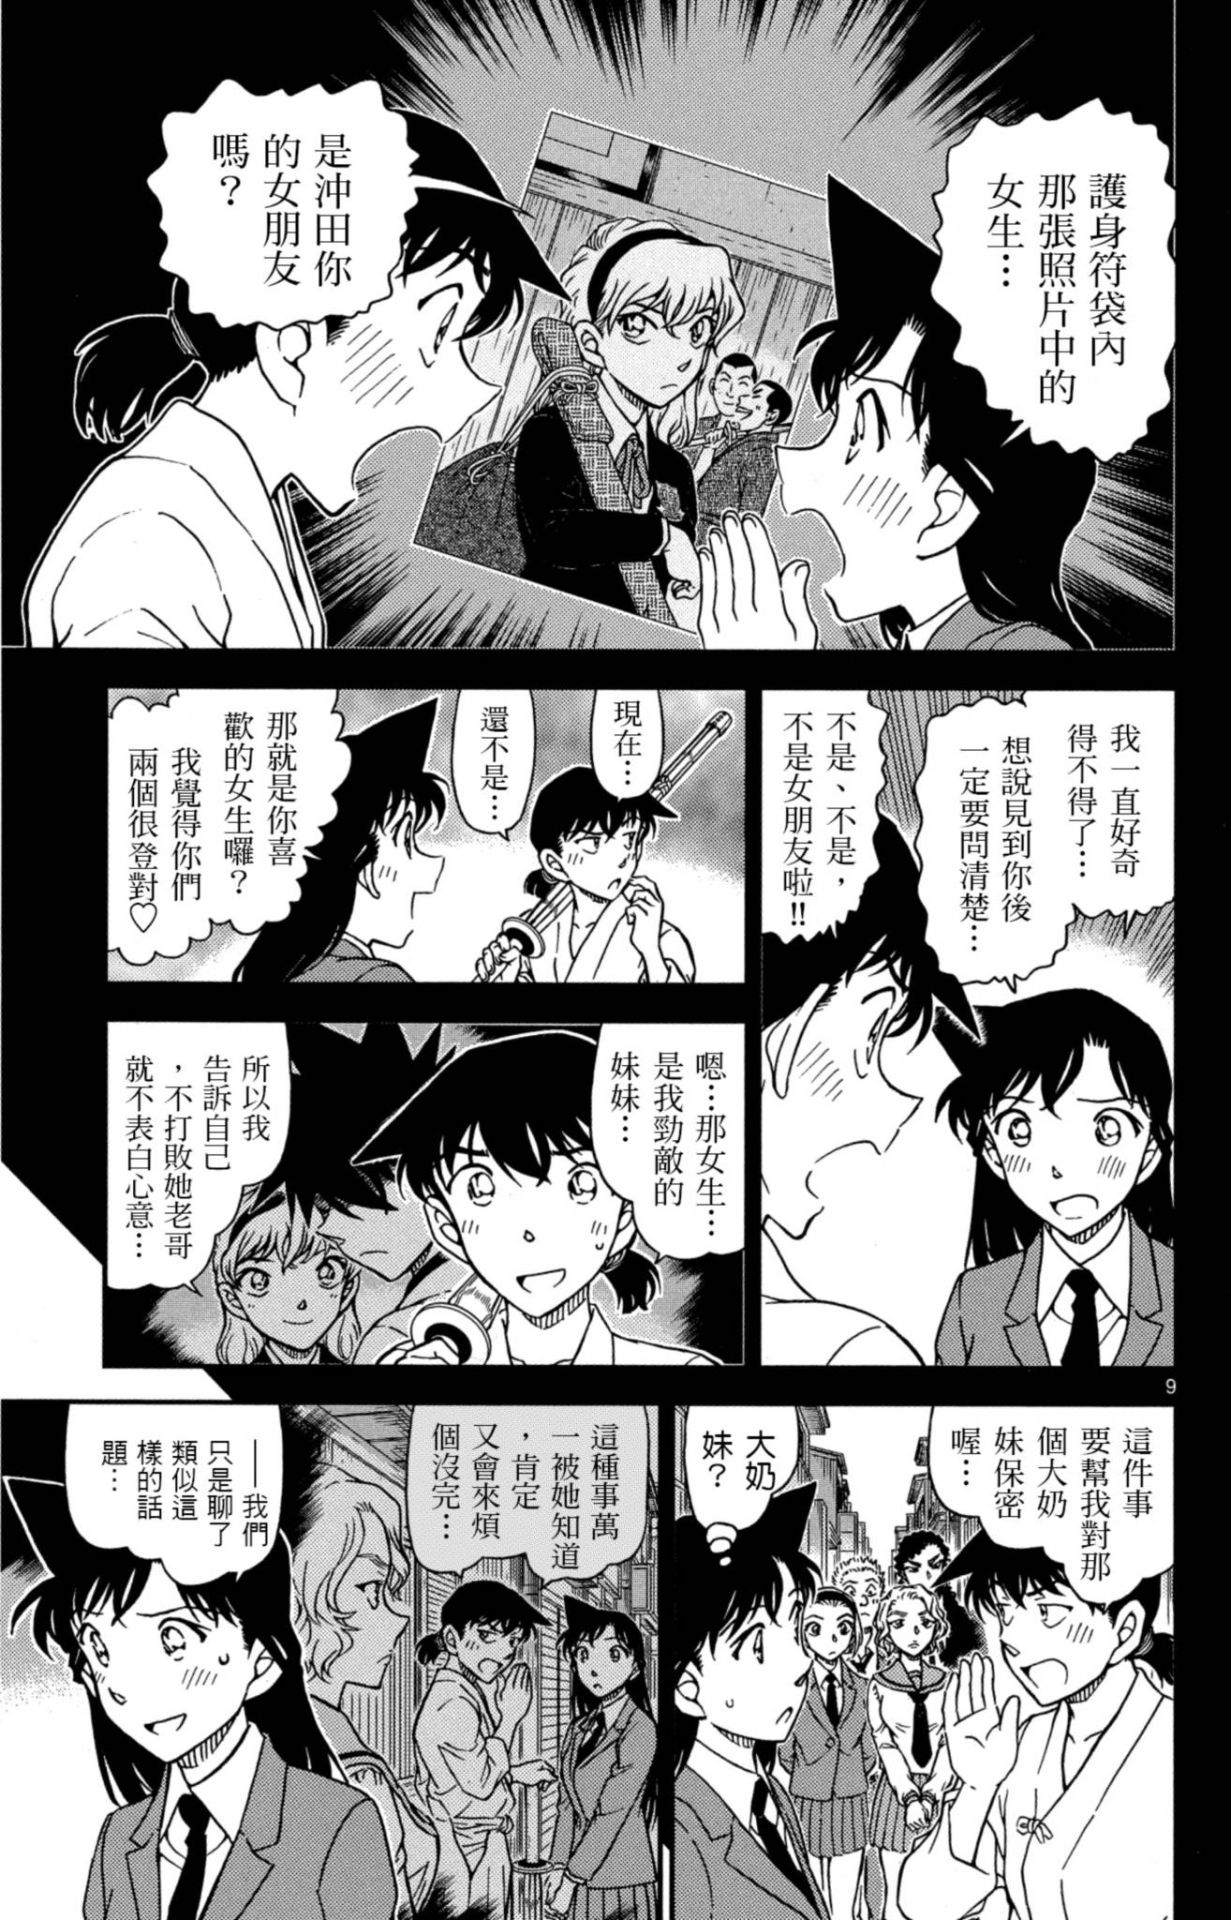 護身符袋內
那張照片中的
女生…
是沖田你
的女朋友
嗎？
我一直好奇
得不得了…
想說見到你後
一定要問清楚…
不是、不是，
不是女朋友啦!!
現在…
還不是…
那就是你喜
歡的女生囉？
我覺得你們
兩個很登對♡
嗯…那女生…
是我勁敵的
妹妹…
所以我
告訴自己
，不打敗她老哥
就不表白心意…
9
這件事
要幫我對那
個大奶
妹保密
喔…
大奶
妹？
這種事萬
一被她知道
，肯定
又會來煩
個沒完…
——我們
只是聊了
類似這
樣的話
題…